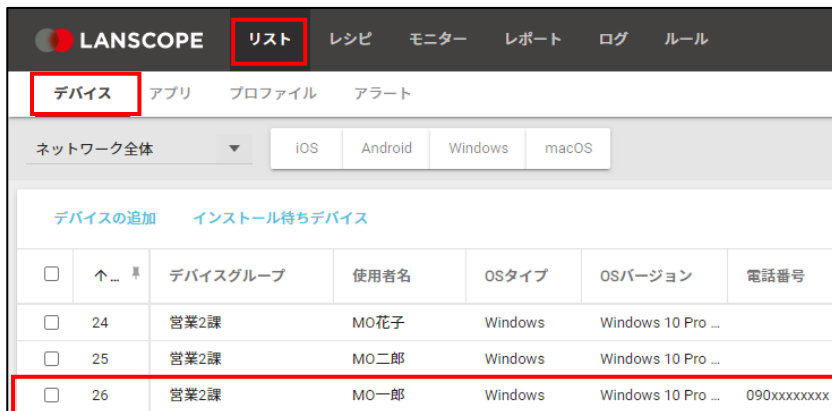 LANSCOPE リスト レシピ モニター レポート ログ ルール
デバイス アプリ プロファイル アラート
ネットワーク全体 iOS Android Windows macOS
デバイスの追加 インストール待ちデバイス
↑... デバイスグループ 使用者名 OSタイプ OSバージョン 電話番号
24 営業2課 MO花子 Windows Windows 10 Pro ...
25 営業2課 MO二郎 Windows Windows 10 Pro ...
26 営業2課 MO一郎 Windows Windows 10 Pro ... 090xxxxxxxx